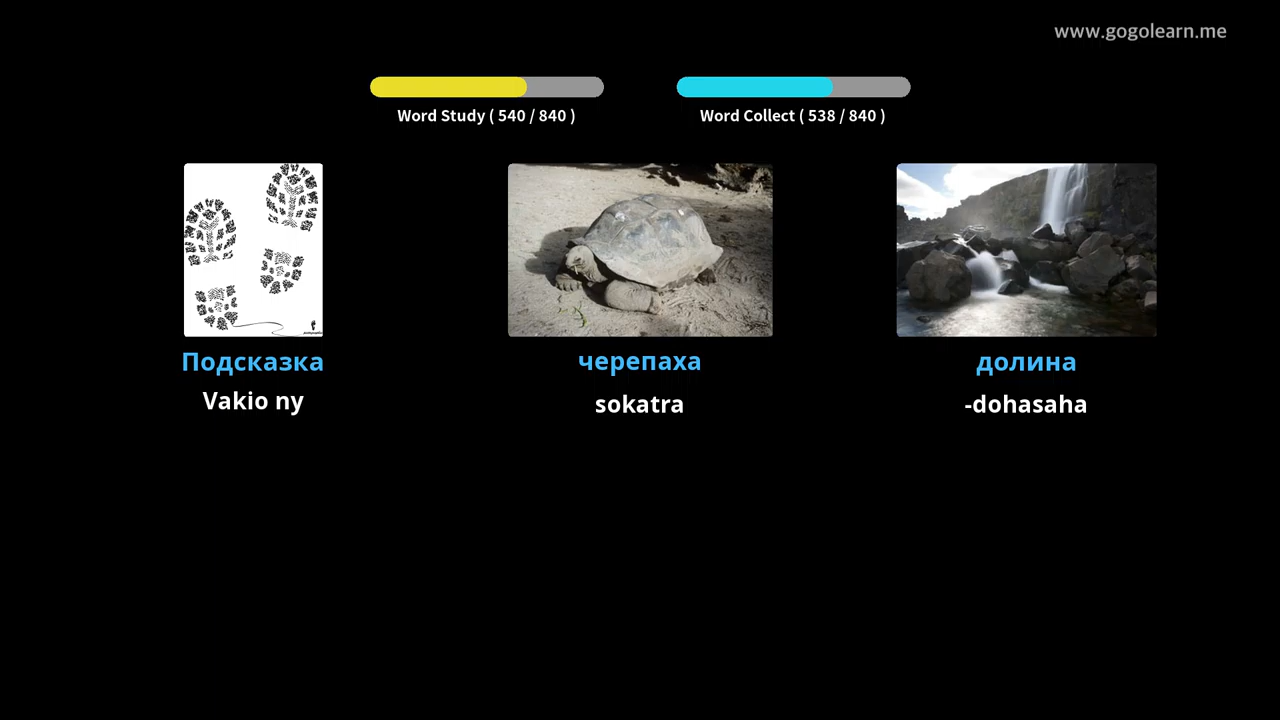 www.gogolearn.me
Word Study ( 540 / 840 )
Word Collect ( 538 / 840 )
Подсказка
Vakio ny
черепаха
sokatra
долина
-dohasaha